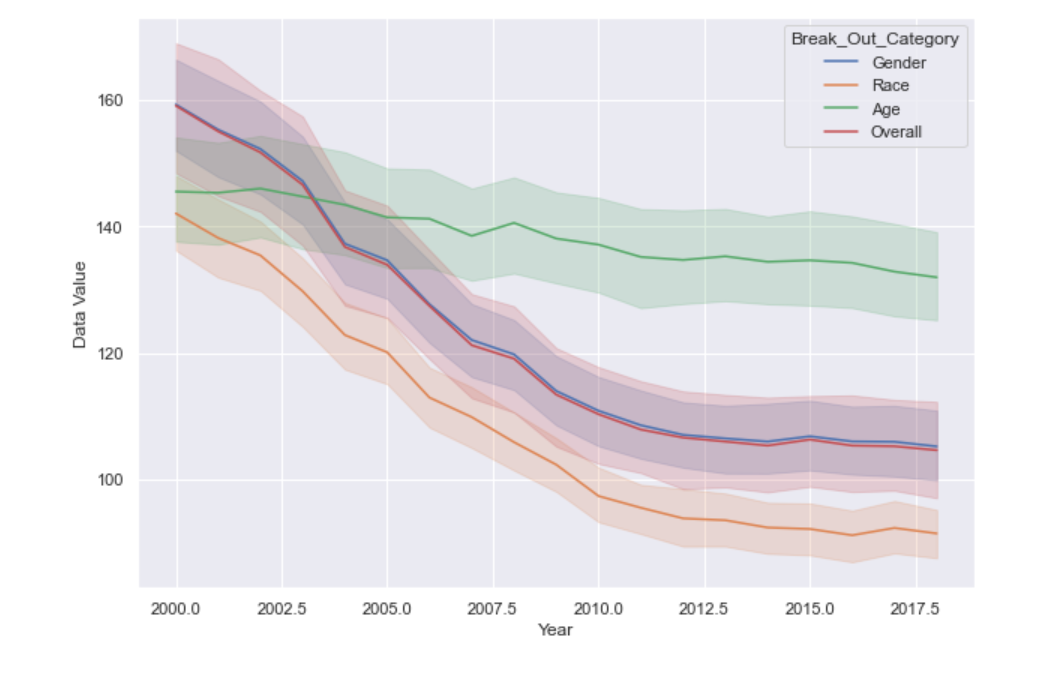 Break_Out_Category
Gender
Race
Age
Overall
160
140
120
100
Data Value
2000.0 2002.5 2005.0 2007.5 2010.0 2012.5 2015.0 2017.5
Year